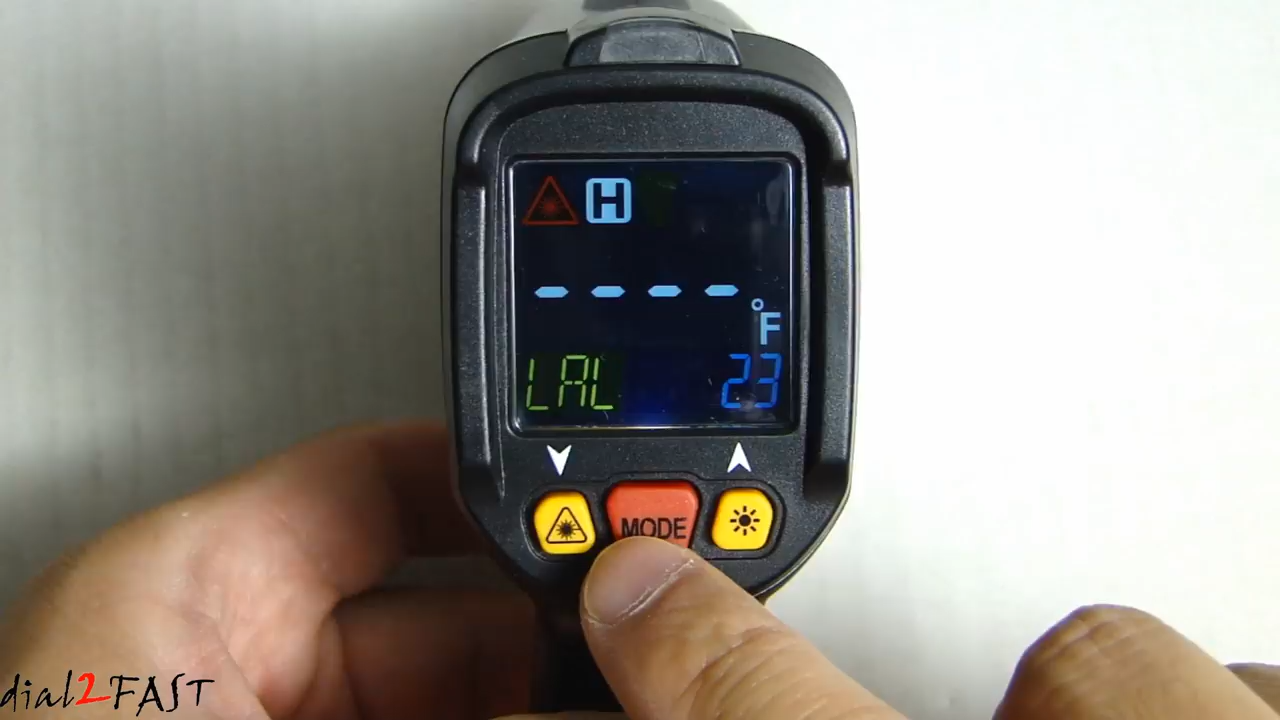 H
- - - -
°F
LAL 23
MODE
dial2FAST